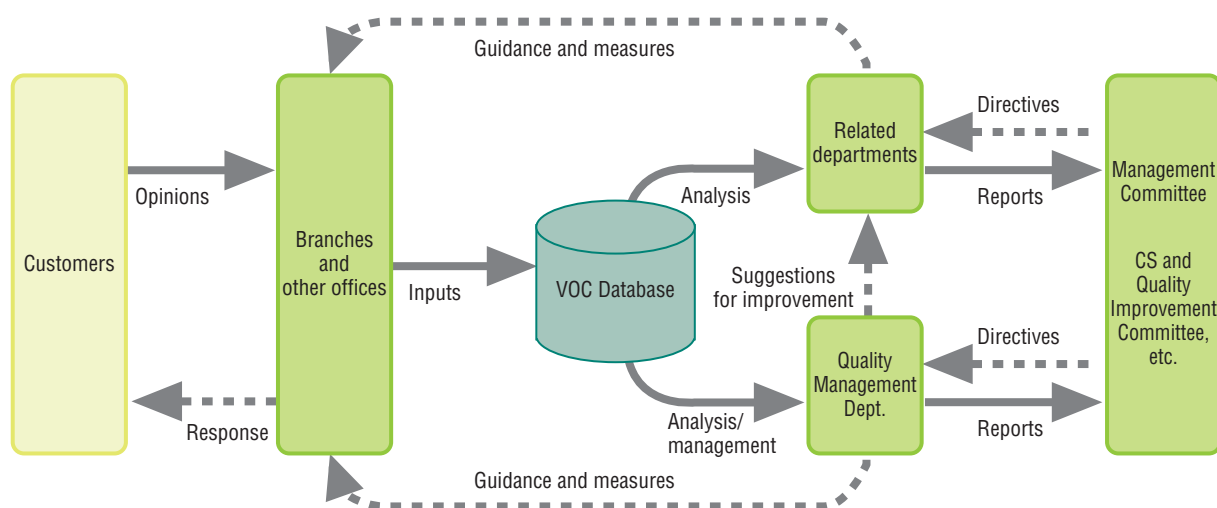 Guidance and measures
Customers
Opinions
Response
Branches
and
other offices
Inputs
VOC Database
Analysis
Analysis/
management
Related
departments
Suggestions
for improvement
Quality
Management
Dept.
Directives
Reports
Directives
Reports
Management
Committee
CS and
Quality
Improvement
Committee,
etc.
Guidance and measures